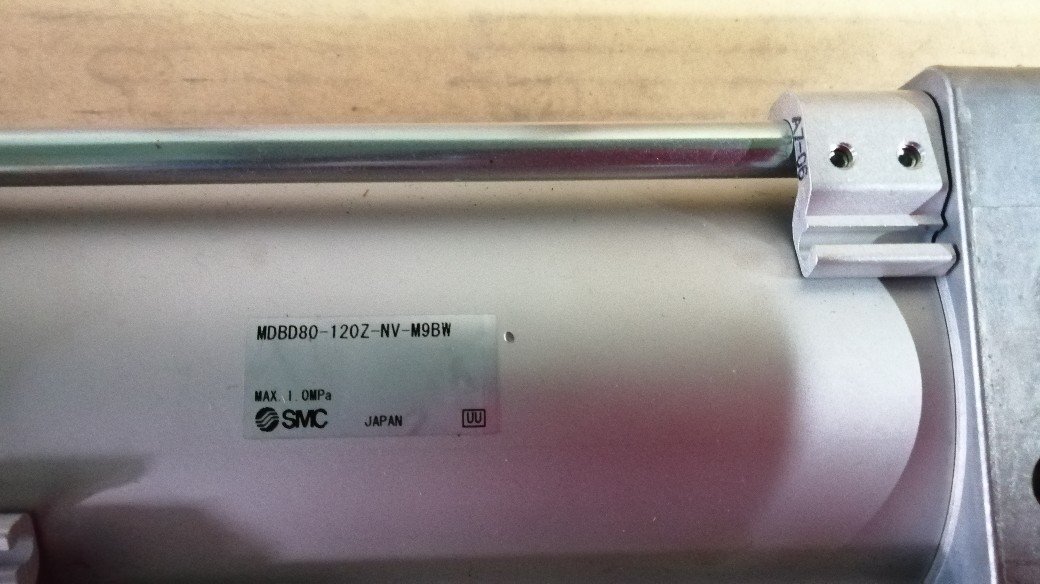 MDBD80-120Z-NV-M9BW
MAX. 1.0MPa
SMC JAPAN UU